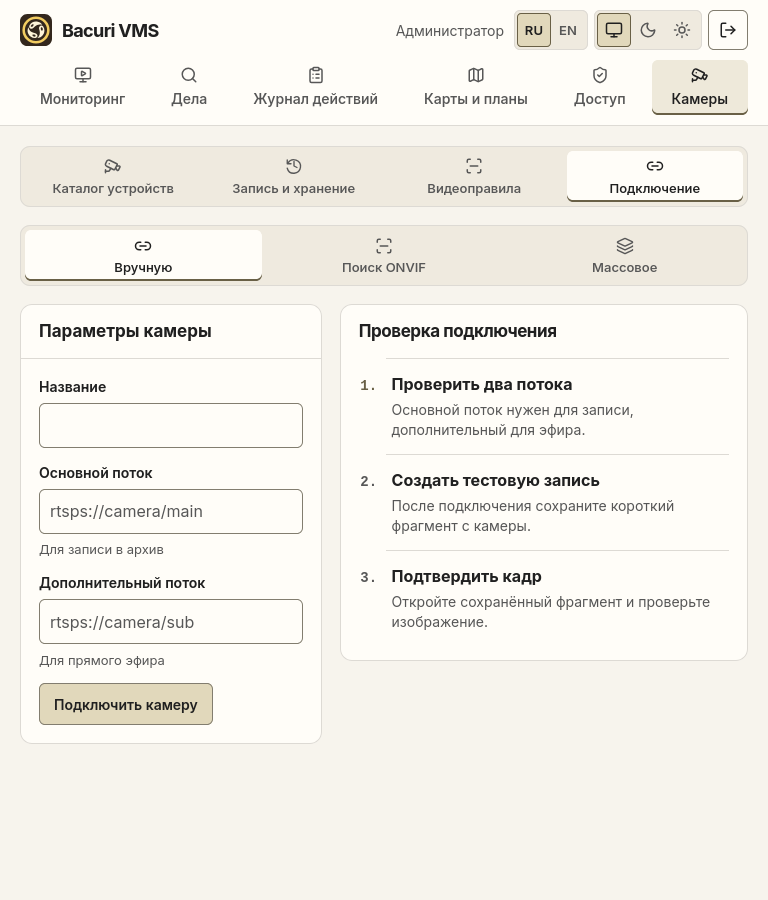 Bacuri VMS
Администратор
RU
EN
Мониторинг
Дела
Журнал действий
Карты и планы
Доступ
Камеры
Каталог устройств
Запись и хранение
Видеоправила
Подключение
Вручную
Поиск ONVIF
Массовое
Параметры камеры
Название
Основной поток
rtsps://camera/main
Для записи в архив
Дополнительный поток
rtsps://camera/sub
Для прямого эфира
Подключить камеру
Проверка подключения
1. Проверить два потока
Основной поток нужен для записи,
дополнительный для эфира.
2. Создать тестовую запись
После подключения сохраните короткий
фрагмент с камеры.
3. Подтвердить кадр
Откройте сохранённый фрагмент и проверьте
изображение.